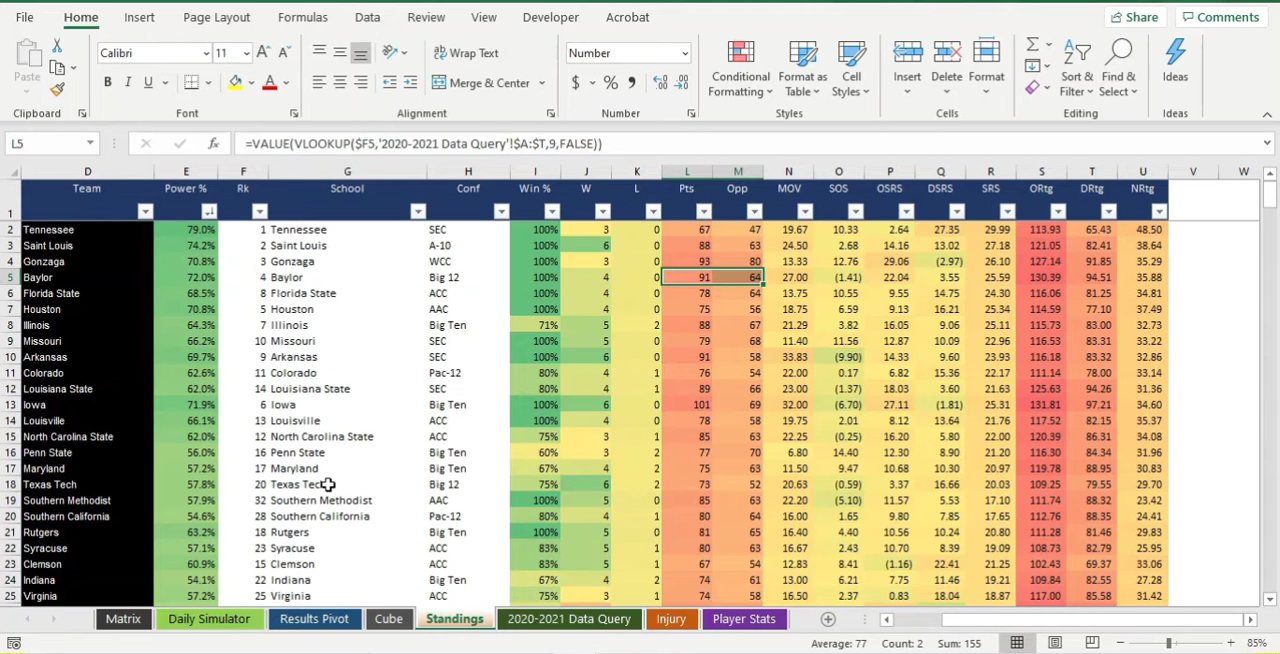 File Home Insert Page Layout Formulas Data Review View Developer Acrobat Share Comments
Calibri 11 Wrap Text Number
Paste B I U Merge & Center $ % Conditional Formatting Format as Table Cell Styles Insert Delete Format Sort & Filter Find & Select Ideas
Clipboard Font Alignment Number Styles Cells Editing Ideas
L5 fx =VALUE(VLOOKUP($F5,'2020-2021 Data Query'!$A:$T,9,FALSE))
D E F G H I J K L M N O P Q R S T U V W
1 Team Power % Rk School Conf Win % W L Pts Opp MOV SOS OSRS DSRS SRS ORtg DRtg NRtg
2 Tennessee 79.0% 1 Tennessee SEC 100% 3 0 67 47 19.67 10.33 2.64 27.35 29.99 113.93 65.43 48.50
3 Saint Louis 74.2% 2 Saint Louis A-10 100% 6 0 88 63 24.50 2.68 14.16 13.02 27.18 121.05 82.41 38.64
4 Gonzaga 70.8% 3 Gonzaga WCC 100% 3 0 93 80 13.33 12.76 29.06 (2.97) 26.10 127.14 91.85 35.29
5 Baylor 72.0% 4 Baylor Big 12 100% 4 0 91 64 27.00 (1.41) 22.04 3.55 25.59 130.39 94.51 35.88
6 Florida State 68.5% 8 Florida State ACC 100% 4 0 78 64 13.75 10.55 9.55 14.75 24.30 116.06 81.25 34.81
7 Houston 70.8% 5 Houston AAC 100% 4 0 75 56 18.75 6.59 9.13 16.21 25.34 114.59 77.10 37.49
8 Illinois 64.3% 7 Illinois Big Ten 71% 5 2 88 67 21.29 3.82 16.05 9.06 25.11 115.73 83.00 32.73
9 Missouri 66.2% 10 Missouri SEC 100% 5 0 79 68 11.40 11.56 12.87 10.09 22.96 116.53 83.31 33.22
10 Arkansas 69.7% 9 Arkansas SEC 100% 6 0 91 58 33.83 (9.90) 14.33 9.60 23.93 116.18 83.32 32.86
11 Colorado 62.6% 11 Colorado Pac-12 80% 4 1 76 54 22.00 0.17 6.82 15.36 22.17 111.14 78.00 33.14
12 Louisiana State 62.0% 14 Louisiana State SEC 80% 4 1 89 66 23.00 (1.37) 18.03 3.60 21.63 125.63 94.26 31.36
13 Iowa 71.9% 6 Iowa Big Ten 100% 6 0 101 69 32.00 (6.70) 27.11 (1.81) 25.31 131.81 97.21 34.60
14 Louisville 66.1% 13 Louisville ACC 100% 4 0 78 58 19.75 2.01 8.12 13.64 21.76 117.52 82.15 35.37
15 North Carolina State 62.0% 12 North Carolina State ACC 75% 3 1 85 63 22.25 (0.25) 16.20 5.80 22.00 120.39 86.31 34.08
16 Penn State 56.0% 16 Penn State Big Ten 60% 3 2 77 70 6.80 14.40 12.30 8.90 21.20 116.30 84.34 31.96
17 Maryland 57.2% 17 Maryland Big Ten 67% 4 2 75 63 11.50 9.47 10.68 10.30 20.97 119.78 88.95 30.83
18 Texas Tech 57.8% 20 Texas Tech Big 12 75% 6 2 73 52 20.63 (0.59) 3.37 16.66 20.03 109.25 79.55 29.70
19 Southern Methodist 57.9% 32 Southern Methodist AAC 100% 5 0 85 63 22.20 (5.10) 11.57 5.53 17.10 111.74 88.32 23.42
20 Southern California 54.6% 28 Southern California Pac-12 80% 4 1 80 64 16.00 1.65 9.80 7.85 17.65 112.76 88.35 24.41
21 Rutgers 63.2% 18 Rutgers Big Ten 100% 5 0 81 65 16.40 4.40 10.56 10.24 20.80 111.28 81.46 29.83
22 Syracuse 57.1% 23 Syracuse ACC 83% 5 1 80 63 16.67 2.43 10.70 8.39 19.09 108.73 82.79 25.95
23 Clemson 60.9% 15 Clemson ACC 83% 5 1 67 54 12.83 8.41 (1.16) 22.41 21.25 102.43 69.37 33.06
24 Indiana 54.1% 22 Indiana Big Ten 67% 4 2 74 61 13.00 6.21 7.75 11.46 19.21 109.84 82.55 27.28
25 Virginia 57.2% 25 Virginia ACC 75% 3 1 74 58 16.50 2.37 0.83 18.04 18.87 117.00 85.58 31.42
Matrix Daily Simulator Results Pivot Cube Standings 2020-2021 Data Query Injury Player Stats
Average: 77 Count: 2 Sum: 155 85%